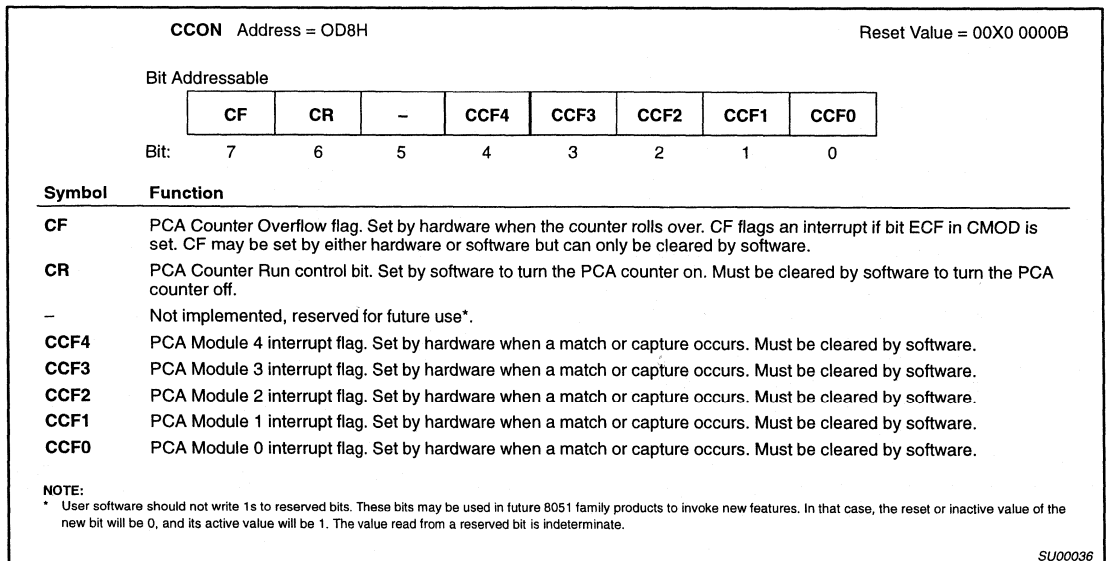 CCON Address = OD8H Reset Value = 00X0 0000B
Bit Addressable
CF CR – CCF4 CCF3 CCF2 CCF1 CCF0
Bit: 7 6 5 4 3 2 1 0
Symbol Function
CF PCA Counter Overflow flag. Set by hardware when the counter rolls over. CF flags an interrupt if bit ECF in CMOD is
set. CF may be set by either hardware or software but can only be cleared by software.
CR PCA Counter Run control bit. Set by software to turn the PCA counter on. Must be cleared by software to turn the PCA
counter off.
– Not implemented, reserved for future use*.
CCF4 PCA Module 4 interrupt flag. Set by hardware when a match or capture occurs. Must be cleared by software.
CCF3 PCA Module 3 interrupt flag. Set by hardware when a match or capture occurs. Must be cleared by software.
CCF2 PCA Module 2 interrupt flag. Set by hardware when a match or capture occurs. Must be cleared by software.
CCF1 PCA Module 1 interrupt flag. Set by hardware when a match or capture occurs. Must be cleared by software.
CCF0 PCA Module 0 interrupt flag. Set by hardware when a match or capture occurs. Must be cleared by software.
NOTE:
* User software should not write 1s to reserved bits. These bits may be used in future 8051 family products to invoke new features. In that case, the reset or inactive value of the
new bit will be 0, and its active value will be 1. The value read from a reserved bit is indeterminate.
SU00036